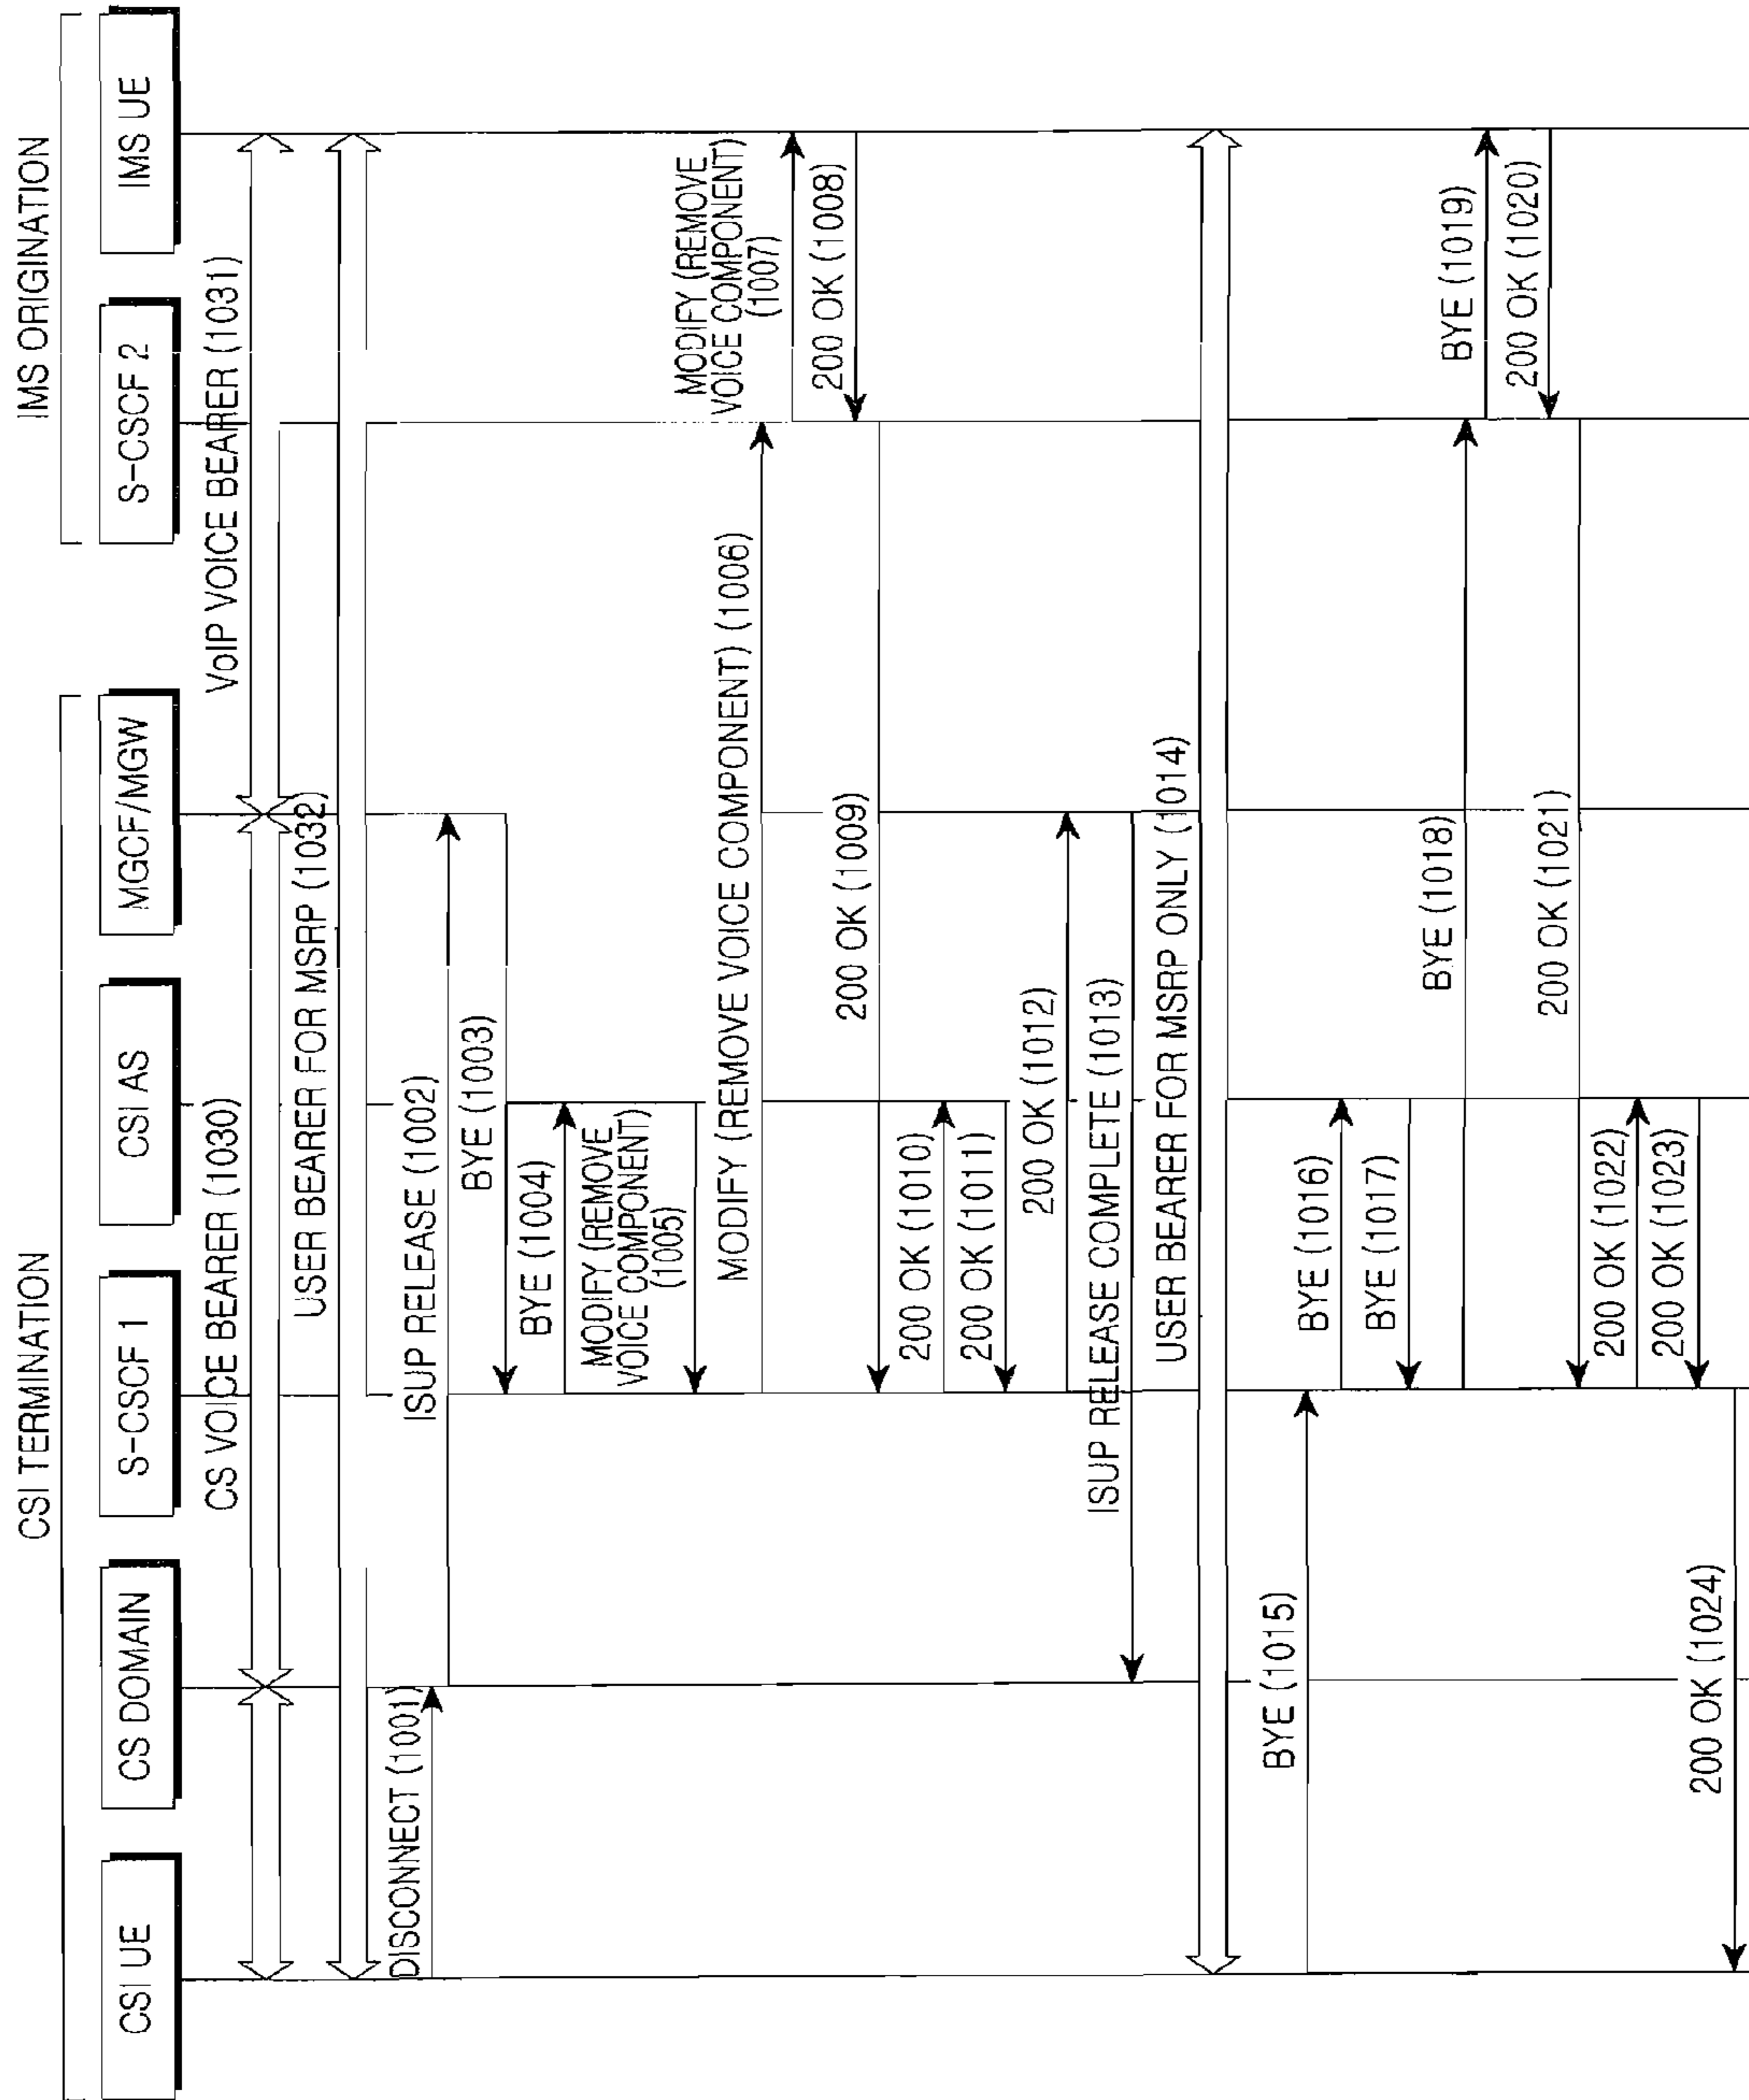 CSI TERMINATION
IMS ORIGINATION
CSI UE
CS DOMAIN
S-CSCF 1
CSI AS
MGCF/MGW
S-CSCF 2
IMS UE
CS VOICE BEARER (1030)
VoIP VOICE BEARER (1031)
USER BEARER FOR MSRP (1032)
DISCONNECT (1001)
ISUP RELEASE (1002)
BYE (1003)
BYE (1004)
MODIFY (REMOVE
VOICE COMPONENT)
(1005)
MODIFY (REMOVE VOICE COMPONENT) (1006)
MODIFY (REMOVE
VOICE COMPONENT)
(1007)
200 OK (1008)
200 OK (1009)
200 OK (1010)
200 OK (1011)
200 OK (1012)
ISUP RELEASE COMPLETE (1013)
USER BEARER FOR MSRP ONLY (1014)
BYE (1015)
BYE (1016)
BYE (1017)
BYE (1018)
BYE (1019)
200 OK (1020)
200 OK (1021)
200 OK (1022)
200 OK (1023)
200 OK (1024)